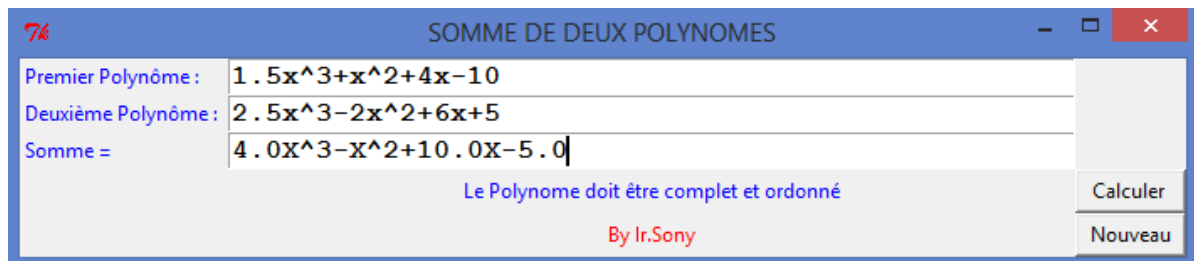 SOMME DE DEUX POLYNOMES
Premier Polynôme : 1.5x^3+x^2+4x-10
Deuxième Polynôme : 2.5x^3-2x^2+6x+5
Somme = 4.0X^3-X^2+10.0X-5.0
Le Polynome doit être complet et ordonné
Calculer
By Ir.Sony
Nouveau